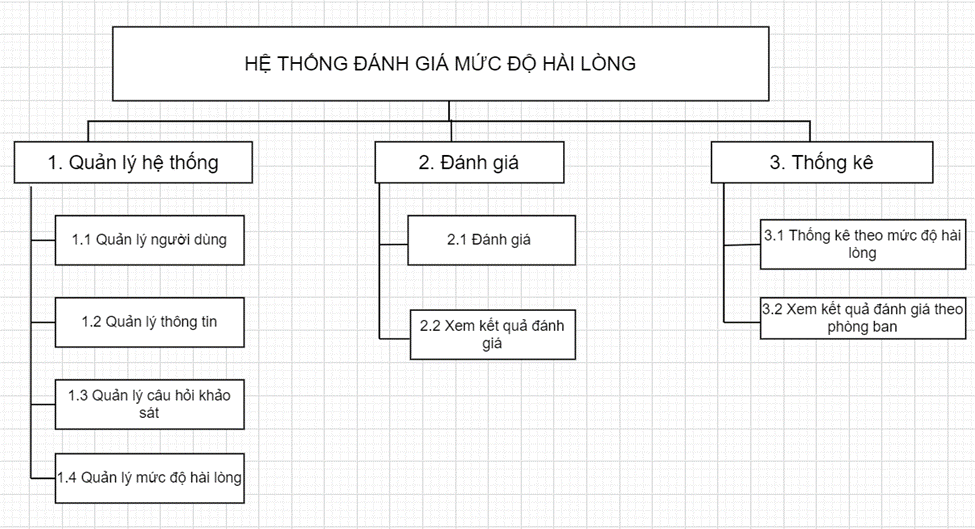 HỆ THỐNG ĐÁNH GIÁ MỨC ĐỘ HÀI LÒNG
1. Quản lý hệ thống
1.1 Quản lý người dùng
1.2 Quản lý thông tin
1.3 Quản lý câu hỏi khảo
sát
1.4 Quản lý mức độ hài lòng
2. Đánh giá
2.1 Đánh giá
2.2 Xem kết quả đánh
giá
3. Thống kê
3.1 Thống kê theo mức độ hài
lòng
3.2 Xem kết quả đánh giá theo
phòng ban